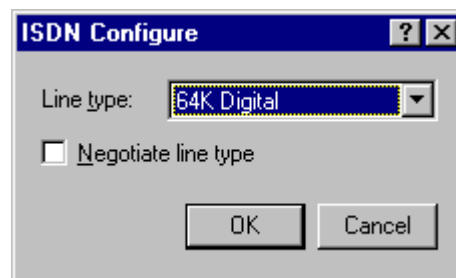 ISDN Configure
Line type: 64K Digital
Negotiate line type
OK Cancel